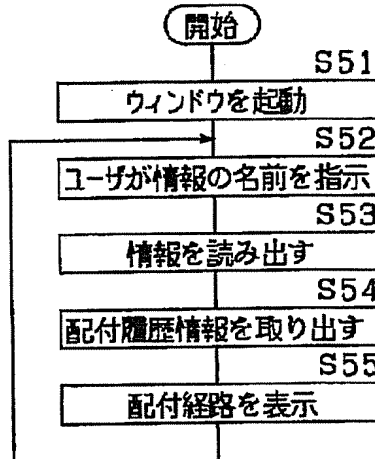 開始
S51
ウィンドウを起動
S52
ユーザが情報の名前を指示
S53
情報を読み出す
S54
配付履歴情報を取り出す
S55
配付経路を表示